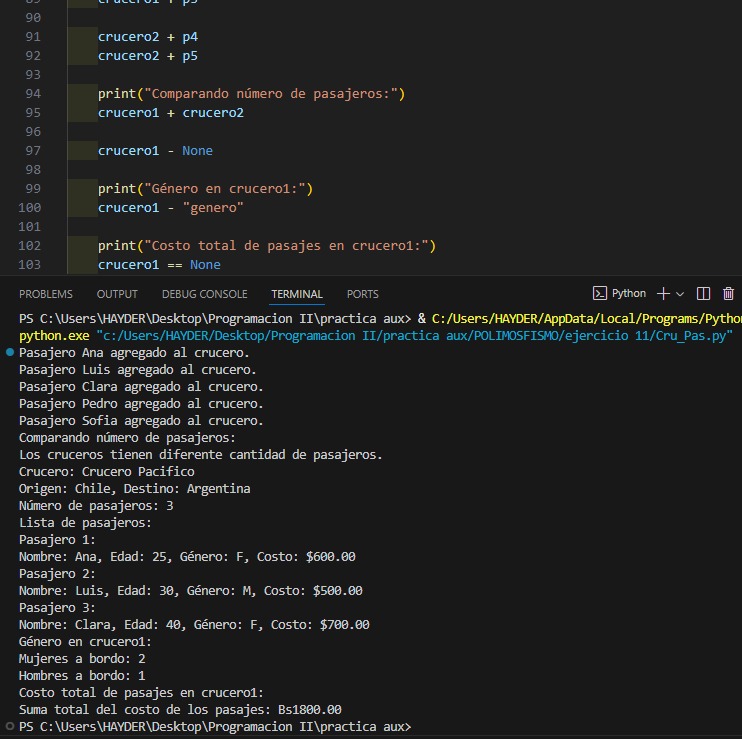 89 crucero1 + p3
90
91 crucero2 + p4
92 crucero2 + p5
93
94 print("Comparando número de pasajeros:")
95 crucero1 + crucero2
96
97 crucero1 - None
98
99 print("Género en crucero1:")
100 crucero1 - "genero"
101
102 print("Costo total de pasajes en crucero1:")
103 crucero1 == None
PROBLEMS OUTPUT DEBUG CONSOLE TERMINAL PORTS Python
PS C:\Users\HAYDER\Desktop\Programacion II\practica aux> & C:/Users/HAYDER/AppData/Local/Programs/Python
python.exe "c:/Users/HAYDER/Desktop/Programacion II/practica aux/POLIMOSFISMO/ejercicio 11/Cru_Pas.py"
Pasajero Ana agregado al crucero.
Pasajero Luis agregado al crucero.
Pasajero Clara agregado al crucero.
Pasajero Pedro agregado al crucero.
Pasajero Sofia agregado al crucero.
Comparando número de pasajeros:
Los cruceros tienen diferente cantidad de pasajeros.
Crucero: Crucero Pacifico
Origen: Chile, Destino: Argentina
Número de pasajeros: 3
Lista de pasajeros:
Pasajero 1:
Nombre: Ana, Edad: 25, Género: F, Costo: $600.00
Pasajero 2:
Nombre: Luis, Edad: 30, Género: M, Costo: $500.00
Pasajero 3:
Nombre: Clara, Edad: 40, Género: F, Costo: $700.00
Género en crucero1:
Mujeres a bordo: 2
Hombres a bordo: 1
Costo total de pasajes en crucero1:
Suma total del costo de los pasajes: Bs1800.00
PS C:\Users\HAYDER\Desktop\Programacion II\practica aux>